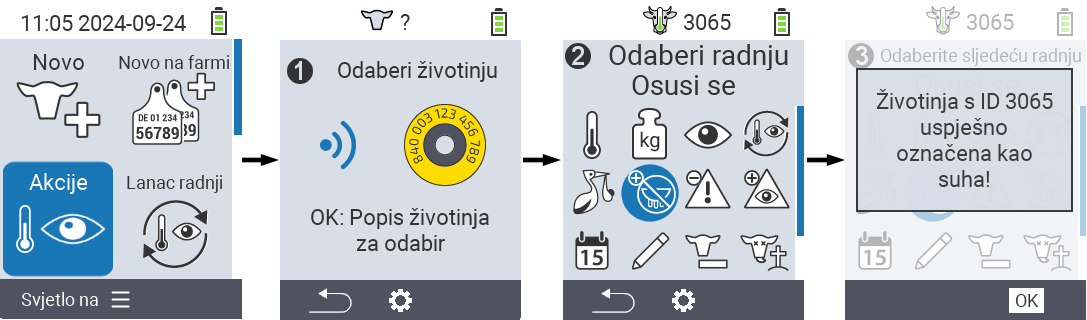 11:05 2024-09-24
Novo
Novo na farmi
DE 01 234
56789
234
89
Akcije
Lanac radnji
Svjetlo na
?
1
Odaberi životinju
840 003 123 456 789
OK: Popis životinja
za odabir
3065
2
Odaberi radnju
Osusi se
kg
15
3065
3
Odaberite sljedeću radnju
Životinja s ID 3065
uspješno
označena kao
suha!
15
OK